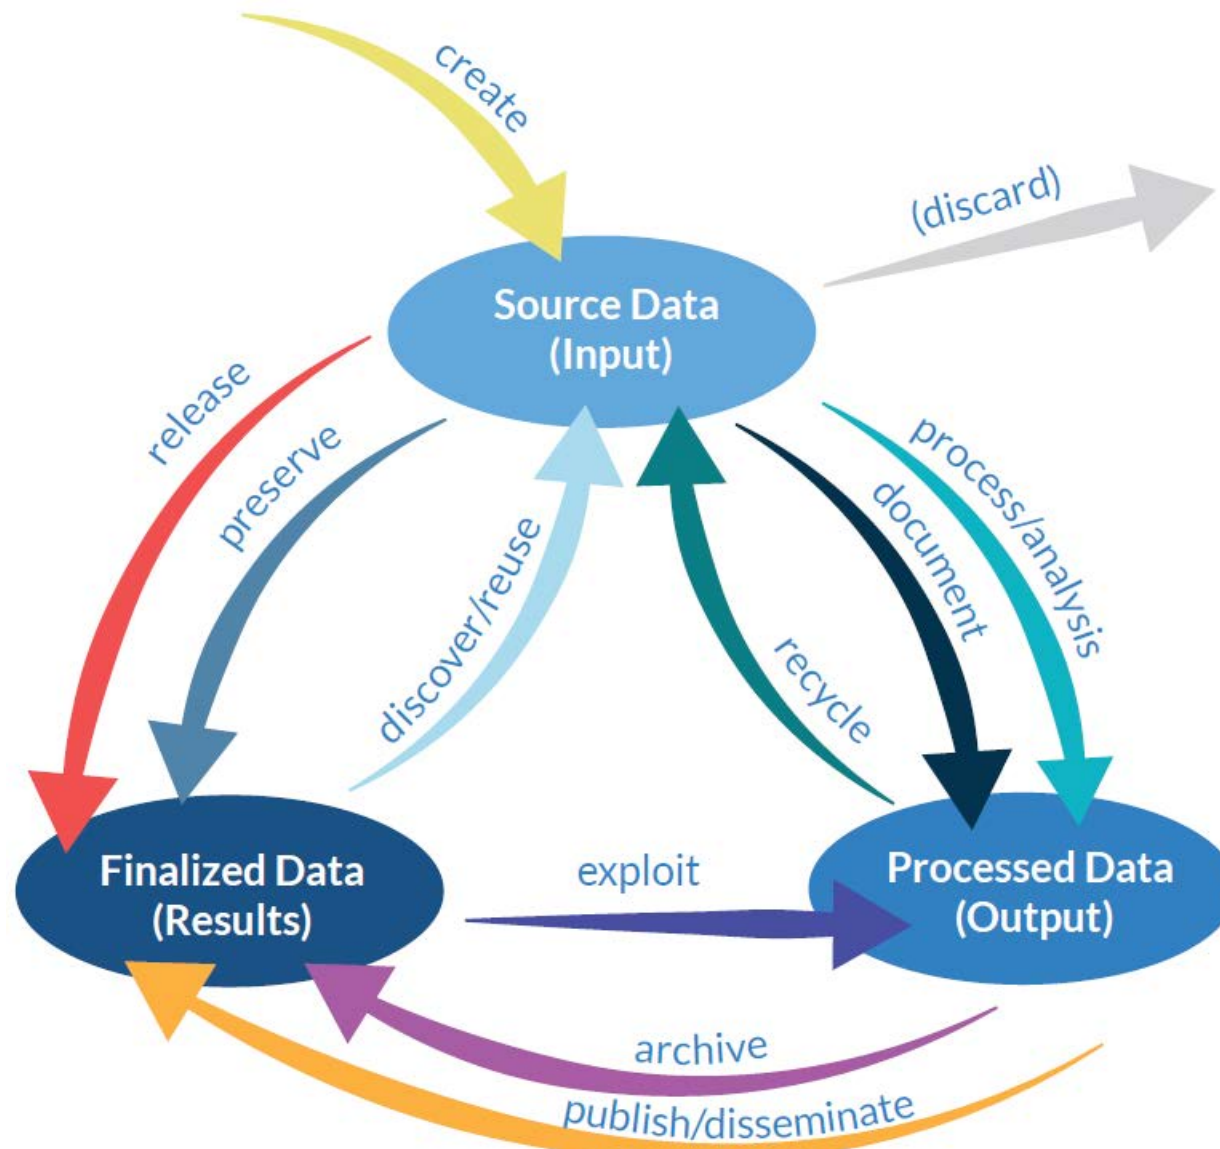 create
(discard)
Source Data
(Input)
release
preserve
discover/reuse
recycle
document
process/analysis
Finalized Data
(Results)
exploit
Processed Data
(Output)
archive
publish/disseminate